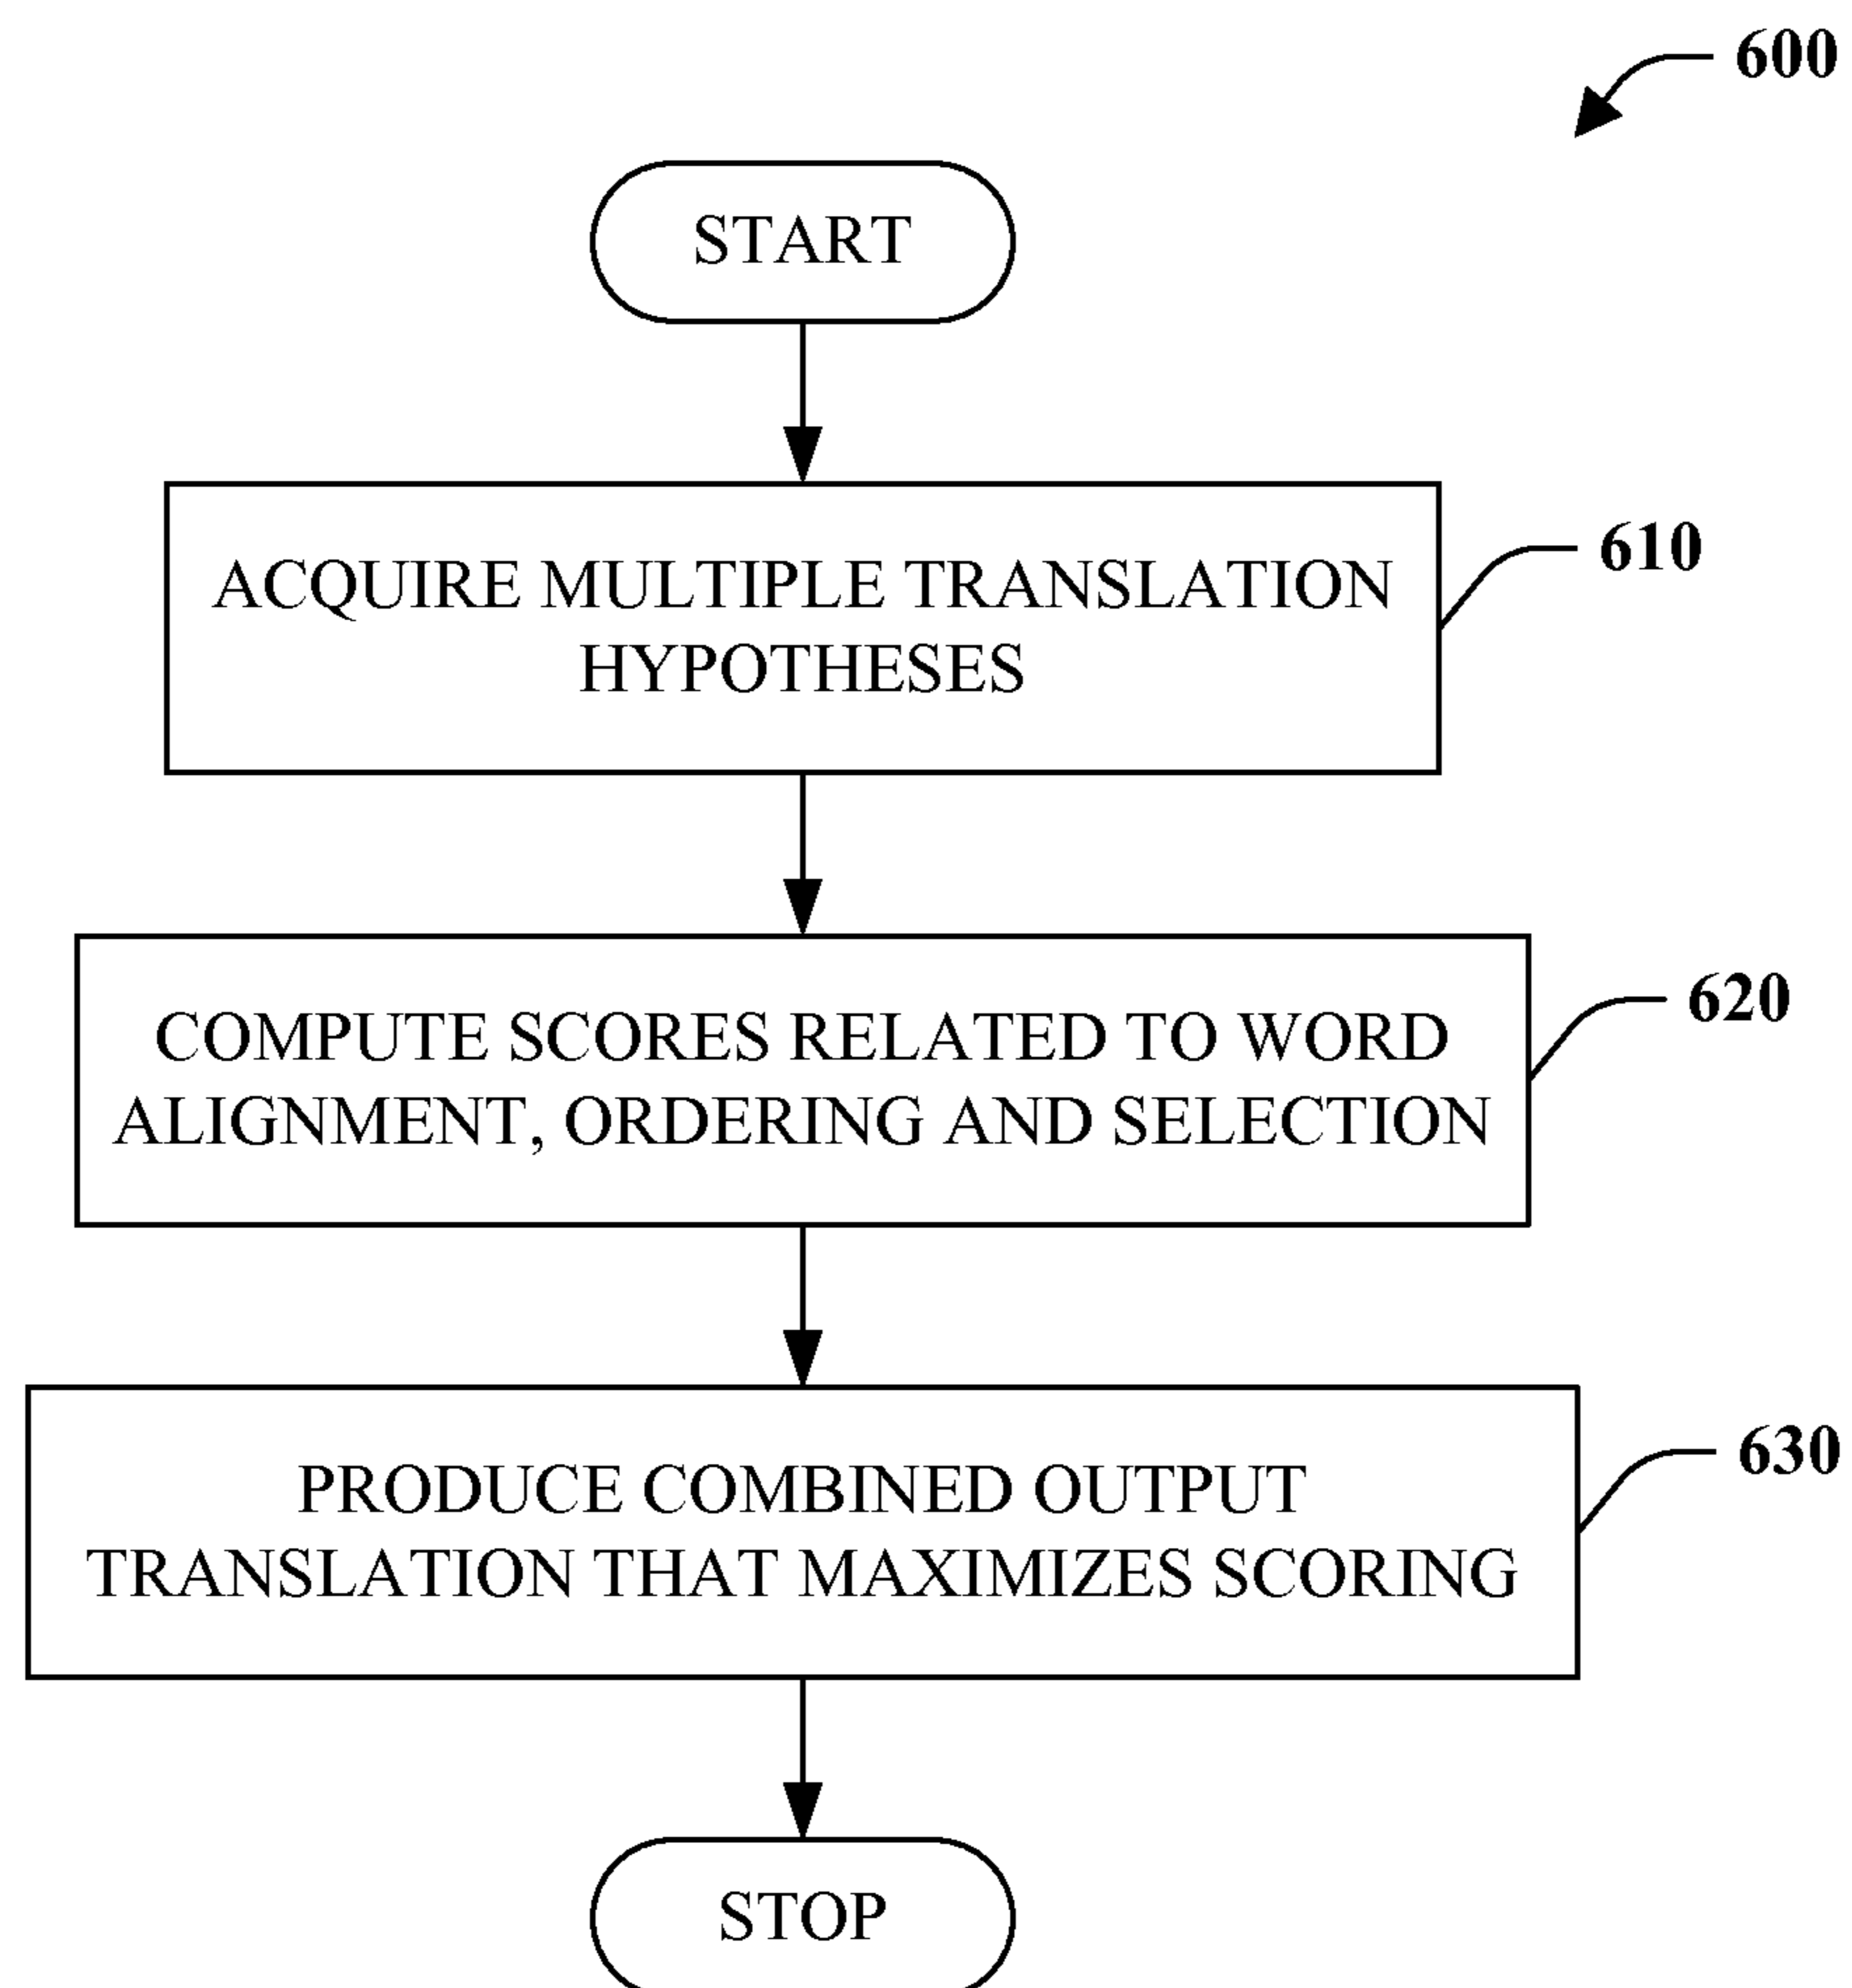 600
START
ACQUIRE MULTIPLE TRANSLATION
HYPOTHESES
610
COMPUTE SCORES RELATED TO WORD
ALIGNMENT, ORDERING AND SELECTION
620
PRODUCE COMBINED OUTPUT
TRANSLATION THAT MAXIMIZES SCORING
630
STOP